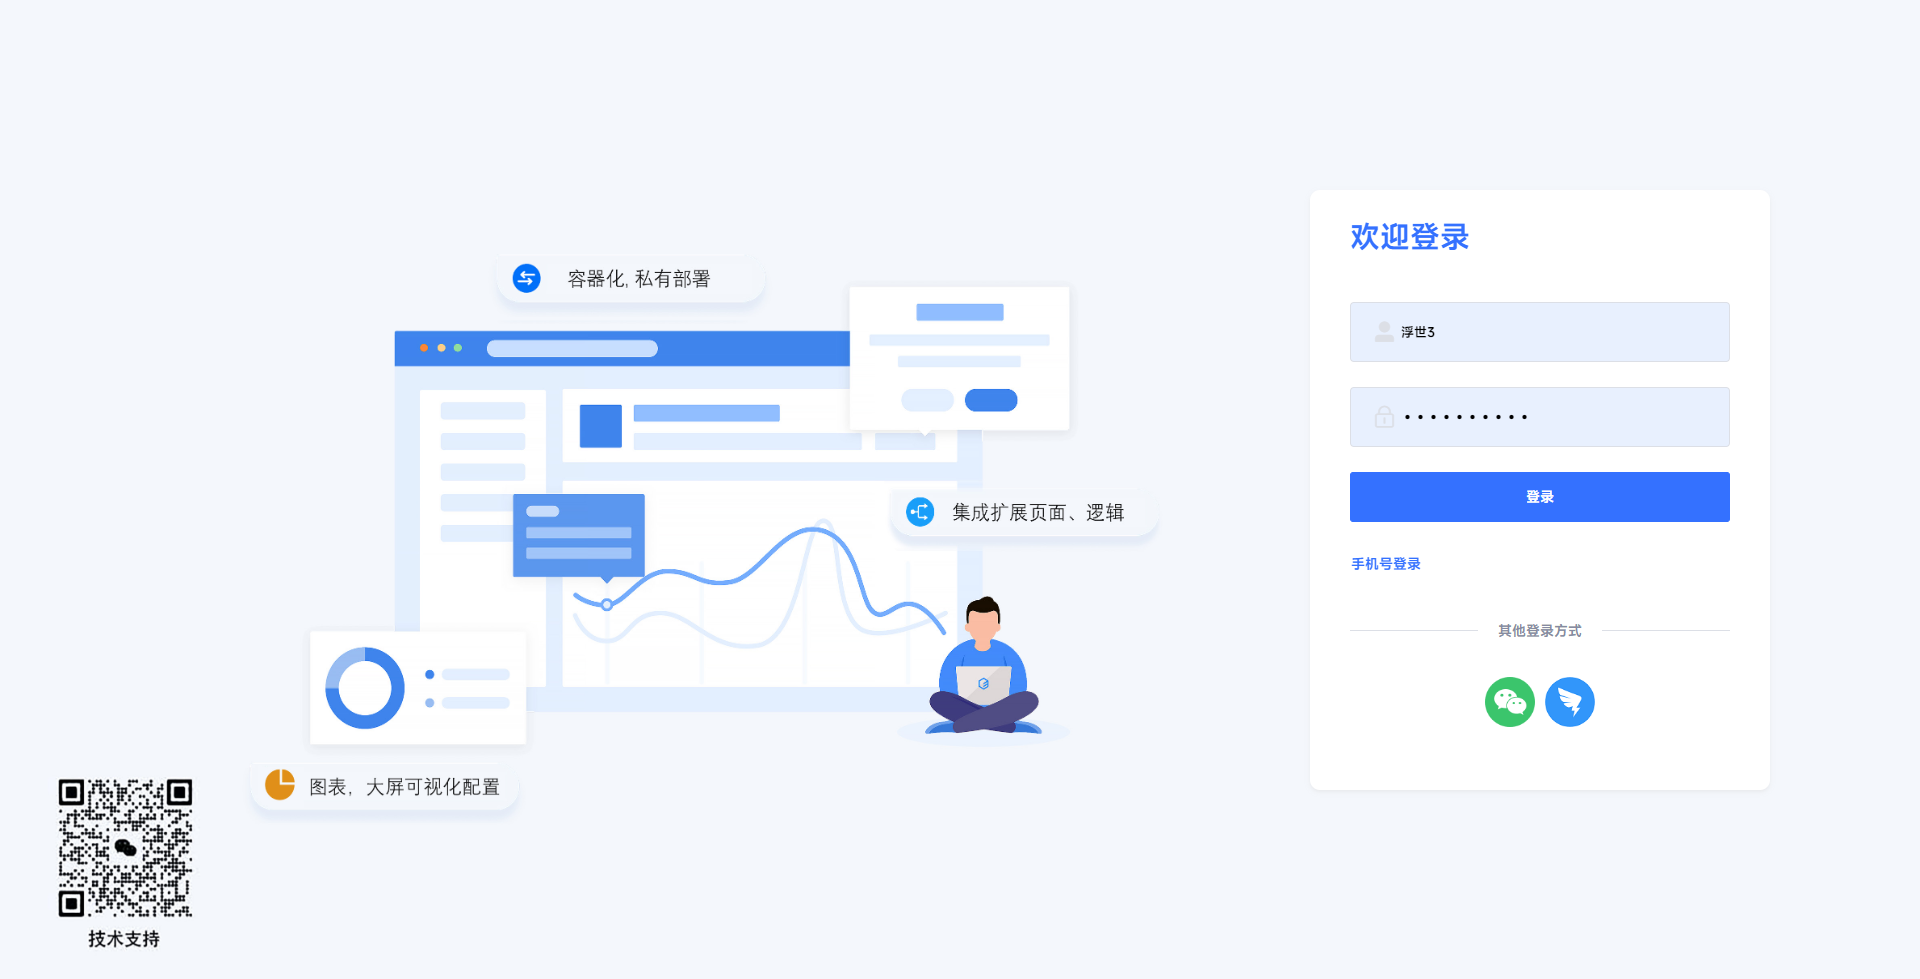 容器化, 私有部署
集成扩展页面、逻辑
图表，大屏可视化配置
技术支持
欢迎登录
浮世3
••••••••••
登录
手机号登录
其他登录方式